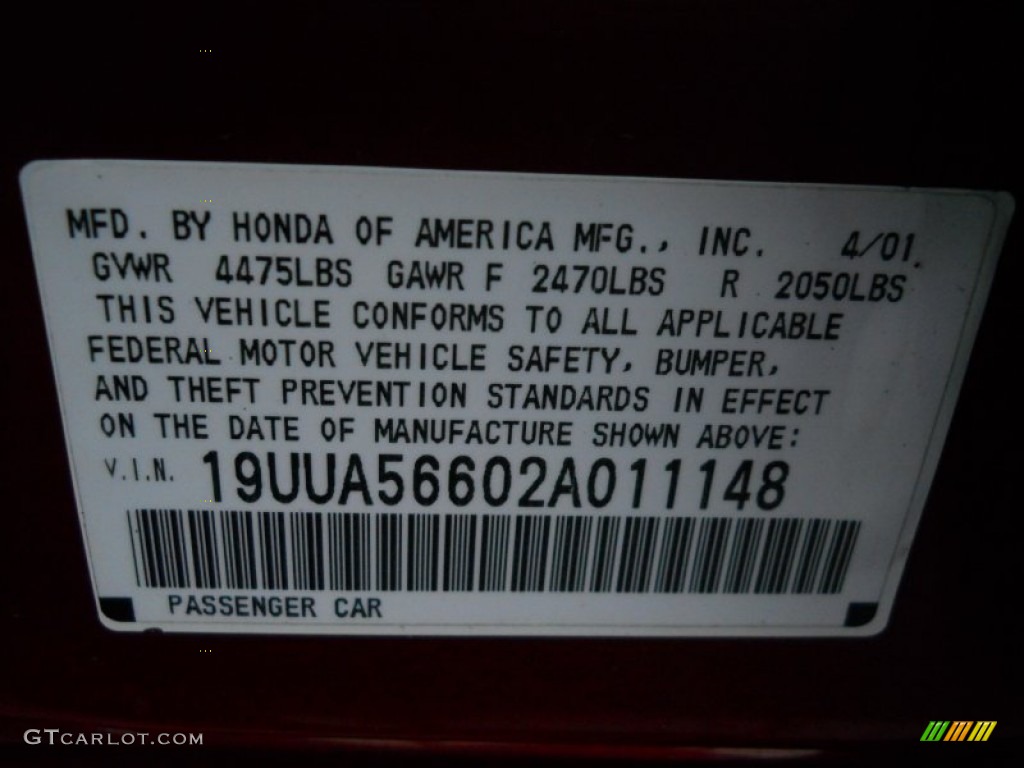 MFD. BY HONDA OF AMERICA MFG., INC. 4/01.
GVWR 4475LBS GAWR F 2470LBS R 2050LBS
THIS VEHICLE CONFORMS TO ALL APPLICABLE
FEDERAL MOTOR VEHICLE SAFETY, BUMPER,
AND THEFT PREVENTION STANDARDS IN EFFECT
ON THE DATE OF MANUFACTURE SHOWN ABOVE:
V.I.N. 19UUA56602A011148
PASSENGER CAR
GTCARLOT.COM